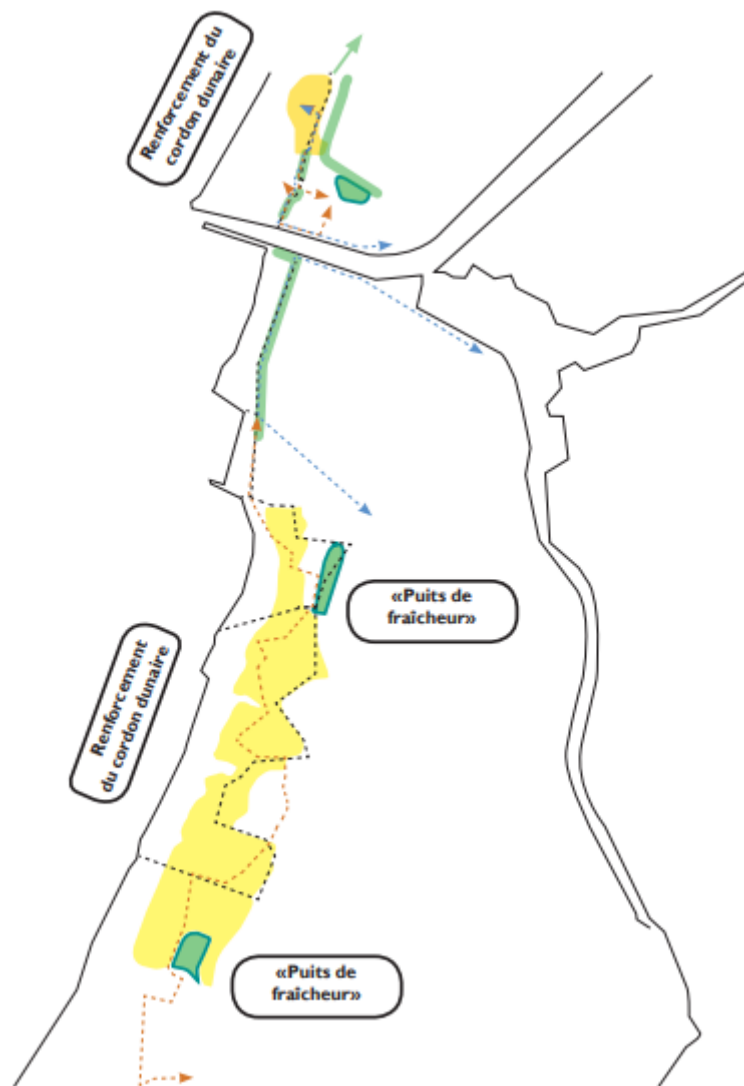 Renforcement du
cordon dunaire
«Puits de
fraîcheur»
Renforcement
du cordon dunaire
«Puits de
fraîcheur»